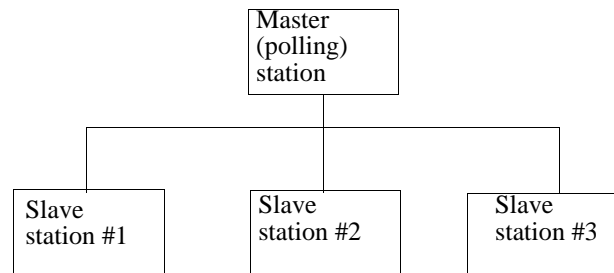 Master
(polling)
station
Slave
station #1
Slave
station #2
Slave
station #3